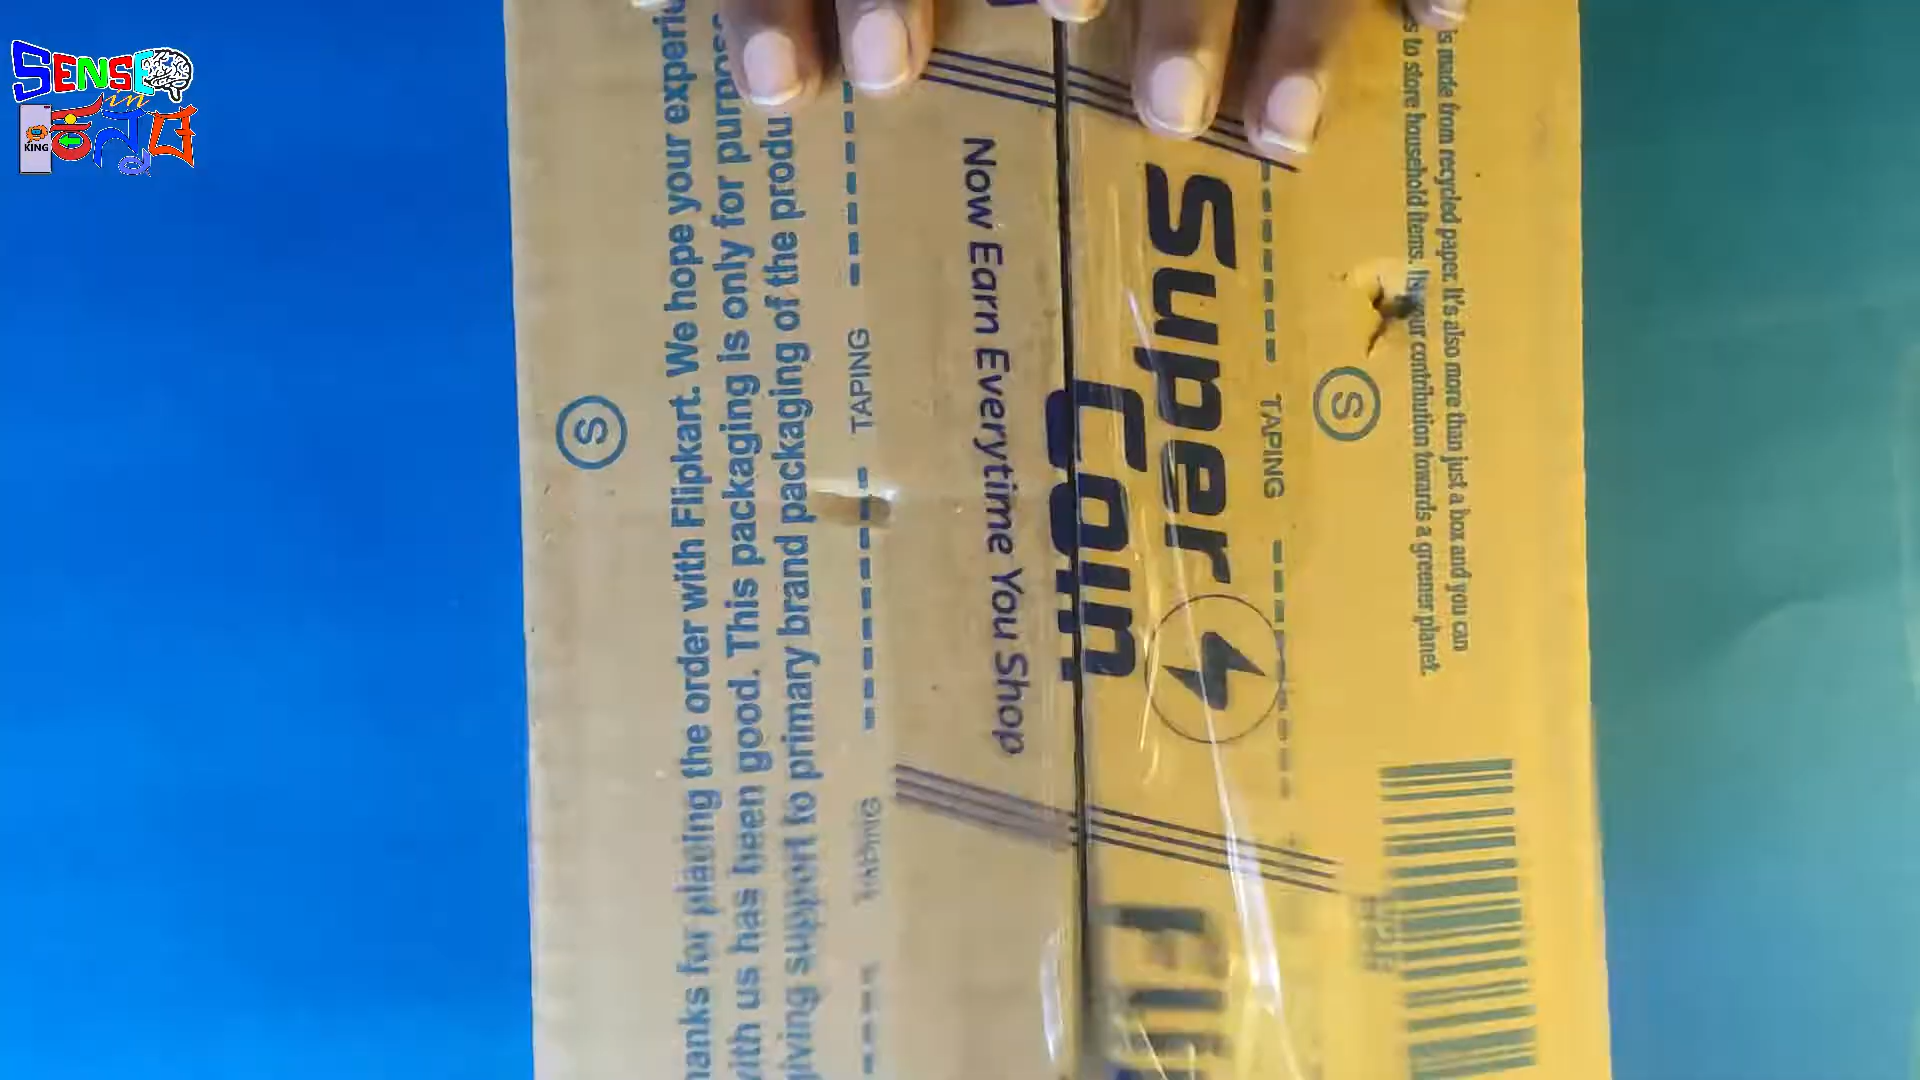 SENSE
in
ಕನ್ನಡ
KING
hanks for placing the order with Flipkart. We hope your
with us has been good. This packaging is only for
giving support to primary brand packaging of the
TAPING
TAPING
Now Earn Everytime You Shop
Super
Coin
TAPING
S
S
is made from recycled paper. It's also more than just a box and you can
to store household items. Its your contribution towards a greener planet.